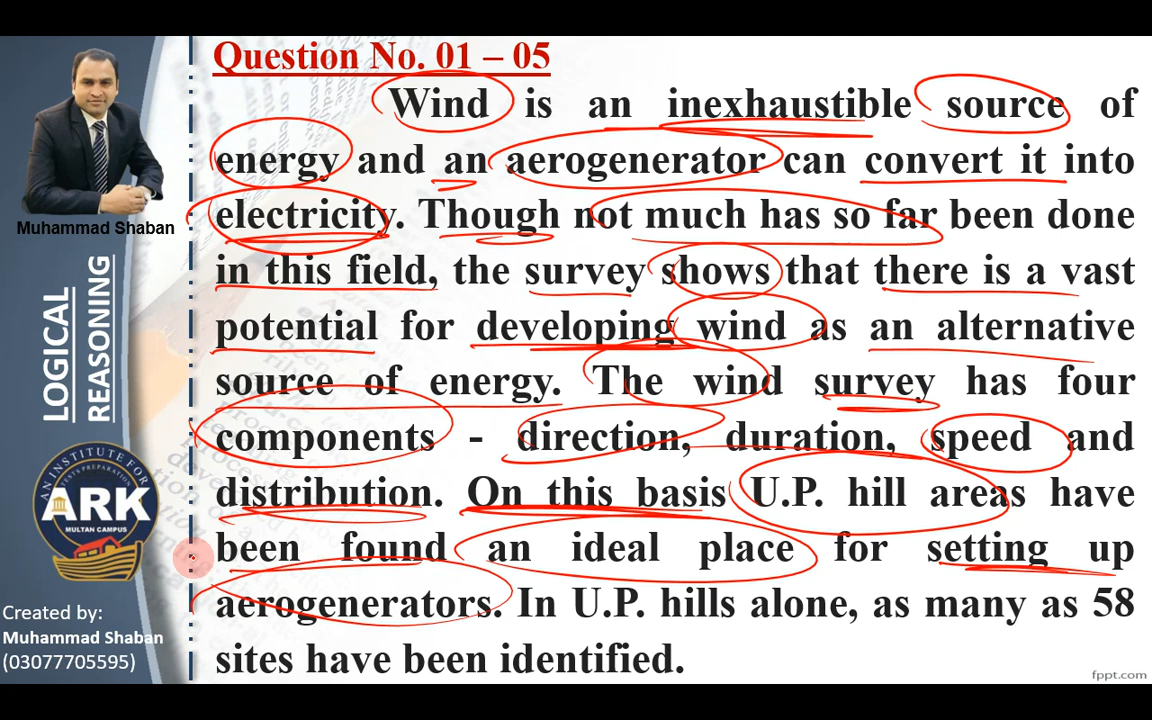 Question No. 01 – 05
Wind is an inexhaustible source of
energy and an aerogenerator can convert it into
electricity. Though not much has so far been done
in this field, the survey shows that there is a vast
potential for developing wind as an alternative
source of energy. The wind survey has four
components - direction, duration, speed and
distribution. On this basis U.P. hill areas have
been found an ideal place for setting up
aerogenerators. In U.P. hills alone, as many as 58
sites have been identified.
Muhammad Shaban
LOGICAL
REASONING
AN INSTITUTE FOR
TESTS PREPARATION
ARK
MULTAN CAMPUS
Created by:
Muhammad Shaban
(03077705595)
fppt.com